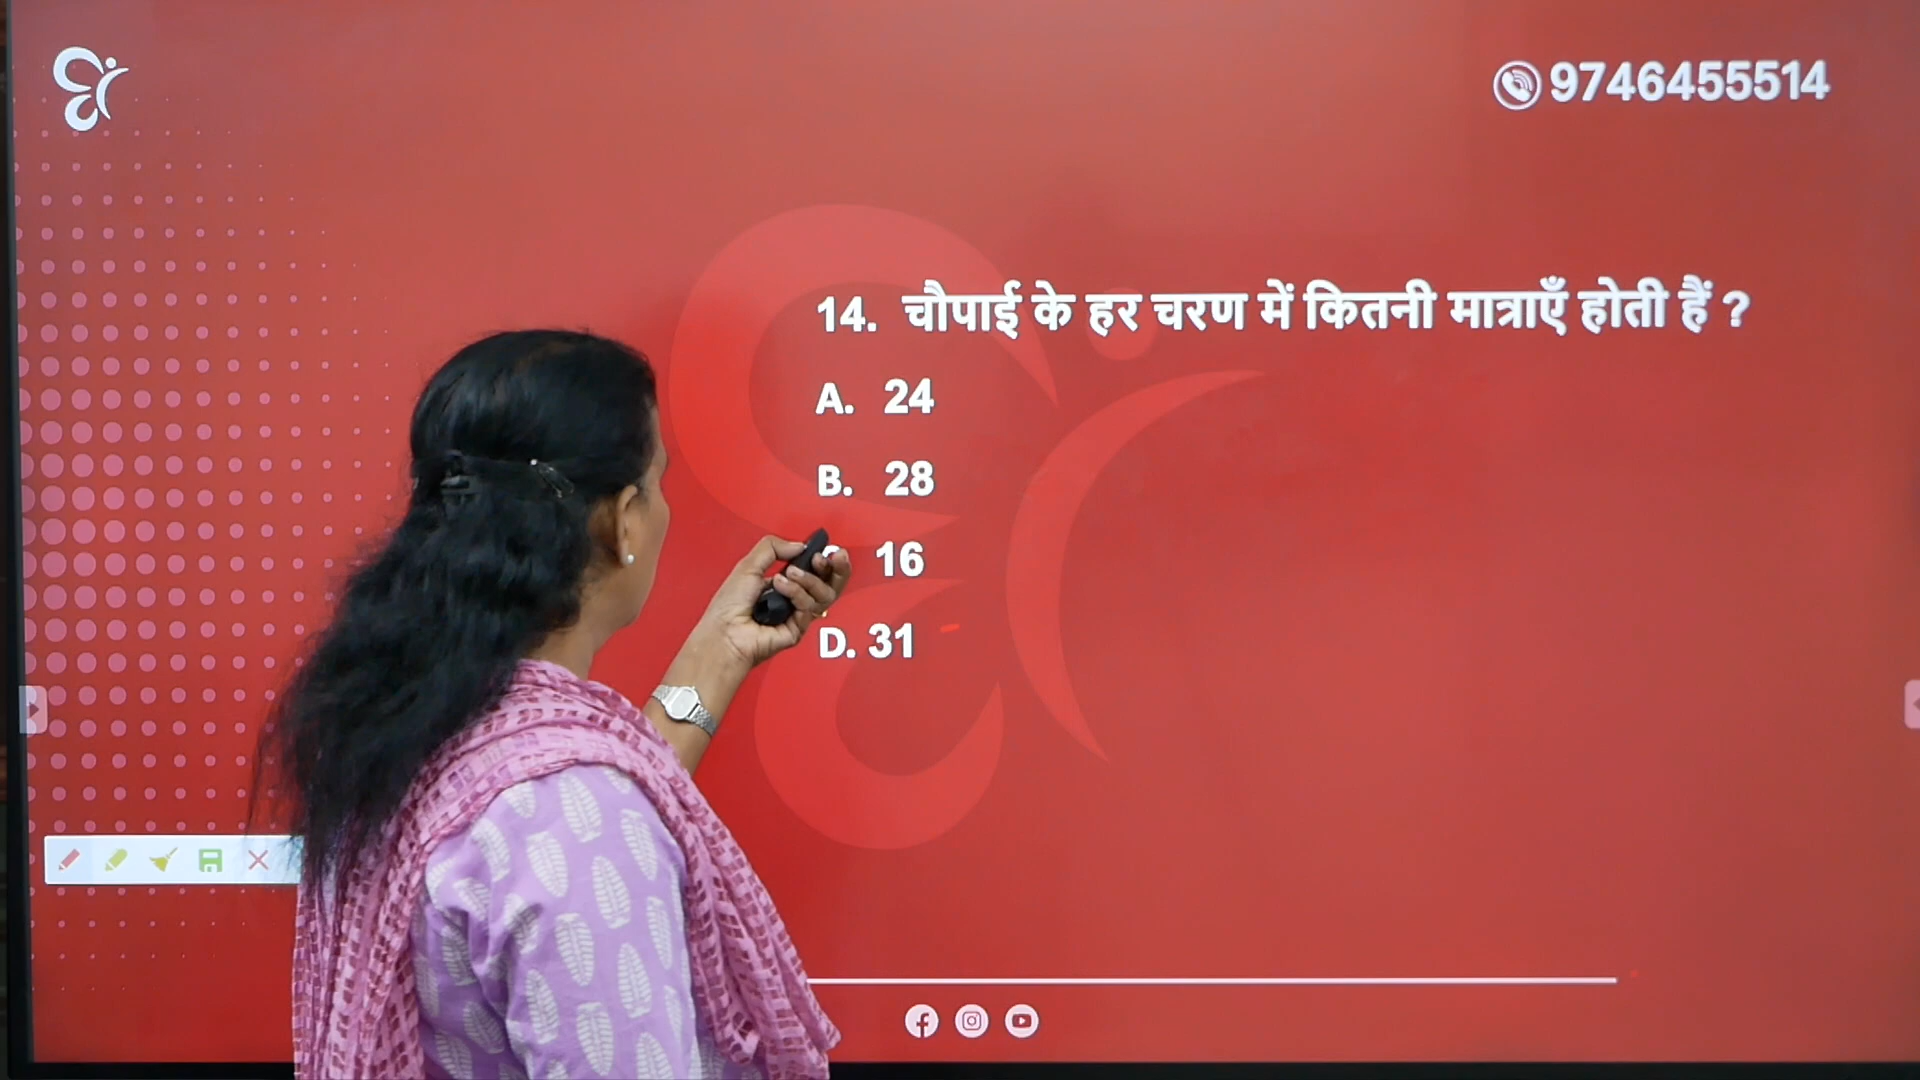 9746455514
14. चौपाई के हर चरण में कितनी मात्राएँ होती हैं ?
A. 24
B. 28
16
D. 31